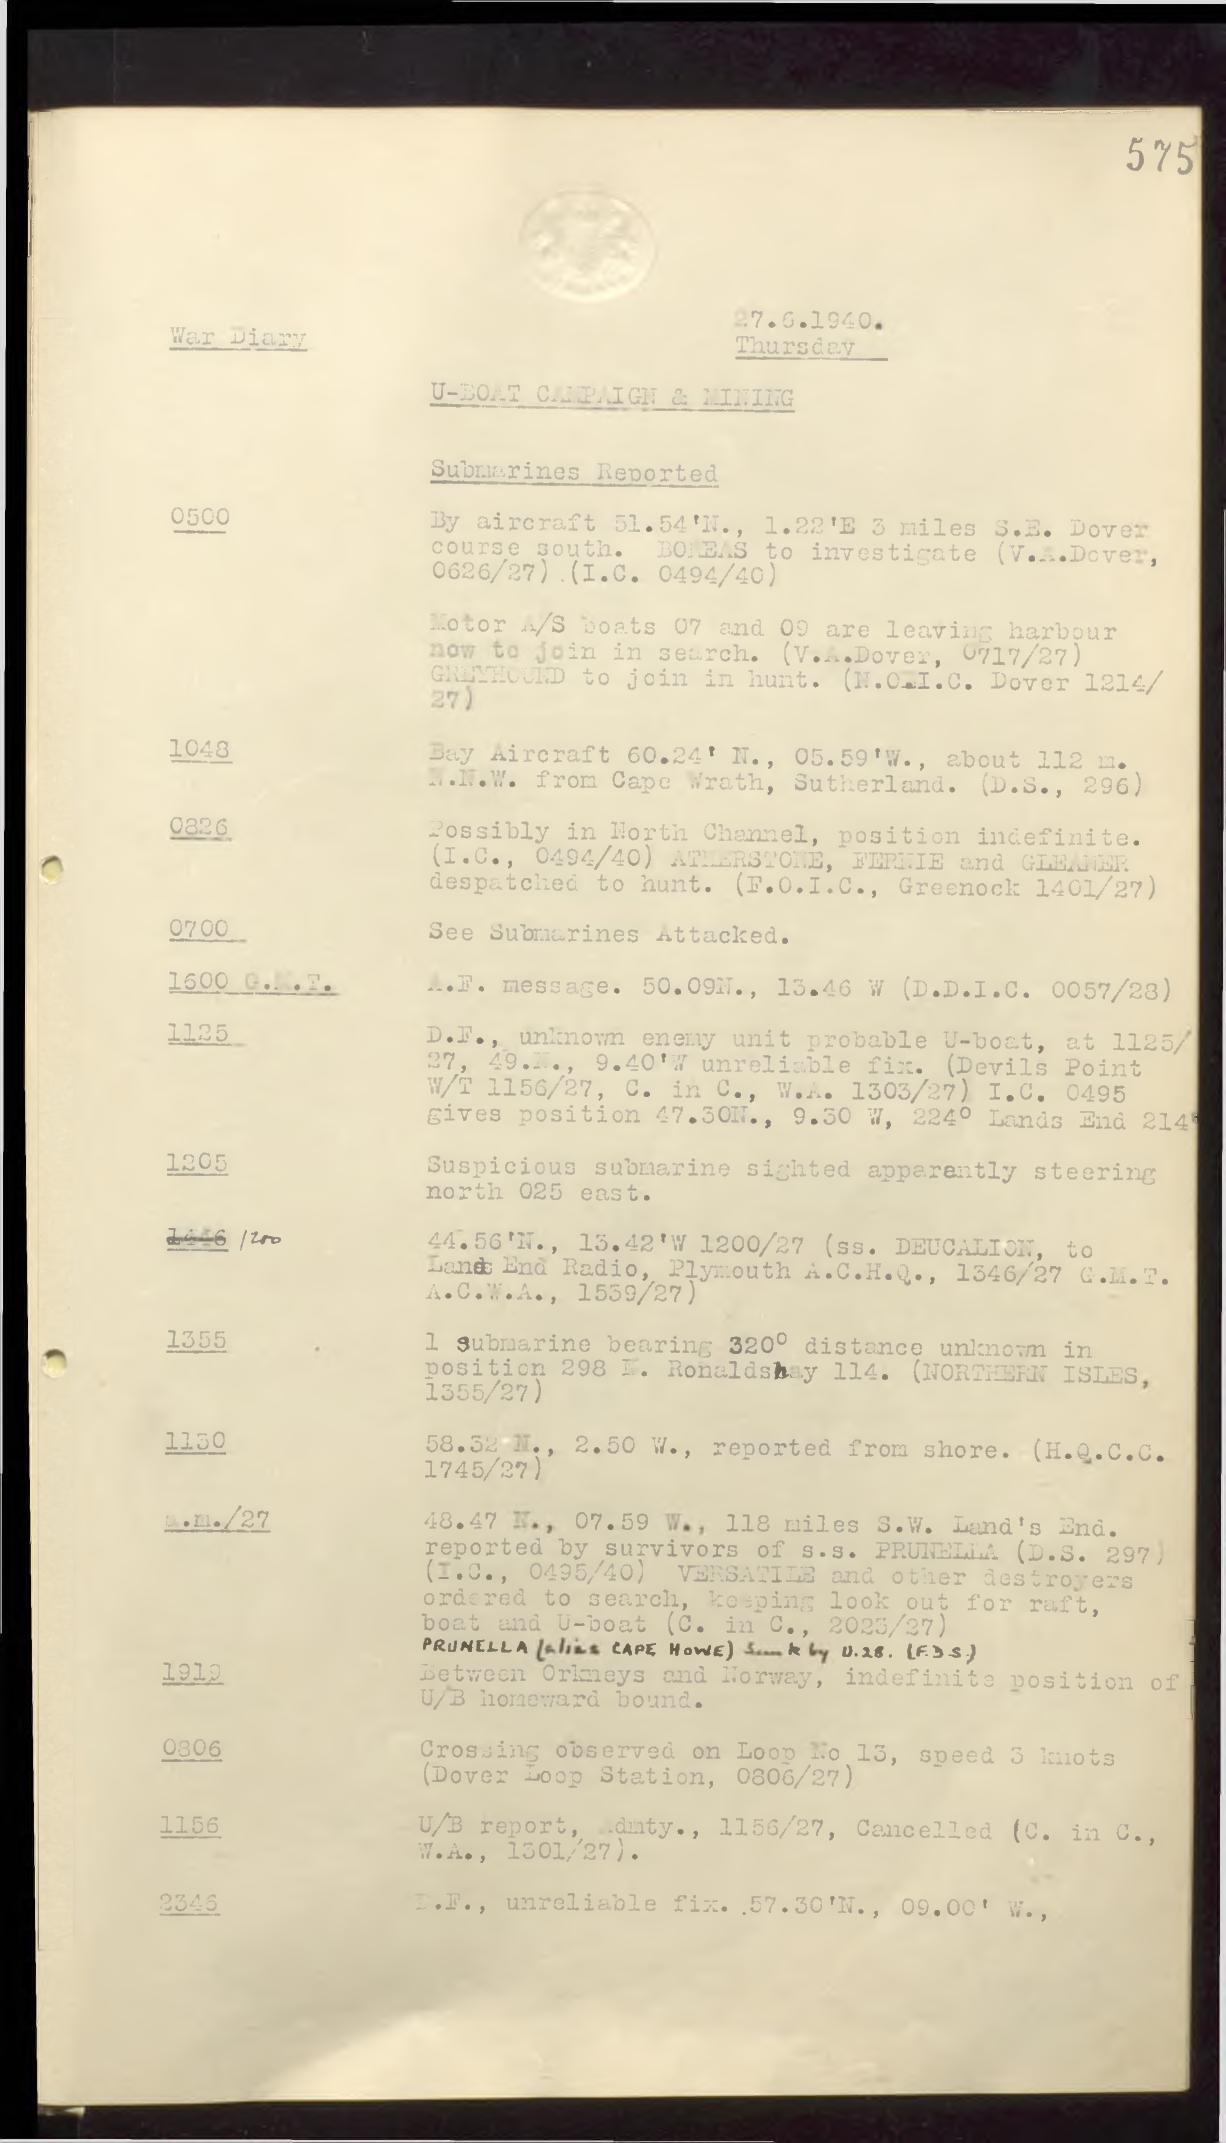 575
War Diary
27.6.1940.
Thursday
U-BOAT CAMPAIGN & MINING
Submarines Reported
0500 By aircraft 51.54'N., 1.22'E 3 miles S.E. Dover
course south. BOREAS to investigate (V.A.Dover,
0626/27) (I.C. 0494/40)
Motor A/S boats 07 and 09 are leaving harbour
now to join in search. (V.A.Dover, 0717/27)
GREYHOUND to join in hunt. (N.O.I.C. Dover 1214/
27)
1048 Bay Aircraft 60.24' N., 05.59'W., about 112 m.
N.N.W. from Cape Wrath, Sutherland. (D.S., 296)
0826 Possibly in North Channel, position indefinite.
(I.C., 0494/40) ATHERSTONE, FERNIE and GLEANER
despatched to hunt. (F.O.I.C., Greenock 1401/27)
0700 See Submarines Attacked.
1600 G.M.T. A.F. message. 50.09N., 13.46 W (D.D.I.C. 0057/28)
1125 D.F., unknown enemy unit probable U-boat, at 1125/
27, 49.N., 9.40'W unreliable fix. (Devils Point
W/T 1156/27, C. in C., W.A. 1303/27) I.C. 0495
gives position 47.30N., 9.30 W, 224° Lands End 214'
1205 Suspicious submarine sighted apparently steering
north 025 east.
1446 1200 44.56'N., 13.42'W 1200/27 (ss. DEUCALION, to
Lands End Radio, Plymouth A.C.H.Q., 1346/27 G.M.T.
A.C.W.A., 1539/27)
1355 1 submarine bearing 320° distance unknown in
position 298 N. Ronaldshay 114. (NORTHERN ISLES,
1355/27)
1130 58.32 N., 2.50 W., reported from shore. (H.Q.C.C.
1745/27)
a.m./27 48.47 N., 07.59 W., 118 miles S.W. Land's End.
reported by survivors of s.s. PRUNELLA (D.S. 297)
(I.C., 0495/40) VERSATILE and other destroyers
ordered to search, keeping look out for raft,
boat and U-boat (C. in C., 2023/27)
PRUNELLA (alias CAPE HOWE) Sunk by U.28. (F.D.S.)
1919 Between Orkneys and Norway, indefinite position of
U/B homeward bound.
0806 Crossing observed on Loop No 13, speed 3 knots
(Dover Loop Station, 0806/27)
1156 U/B report, Admty., 1156/27, Cancelled (C. in C.,
W.A., 1301/27).
2346 D.F., unreliable fix. .57.30'N., 09.00' W.,